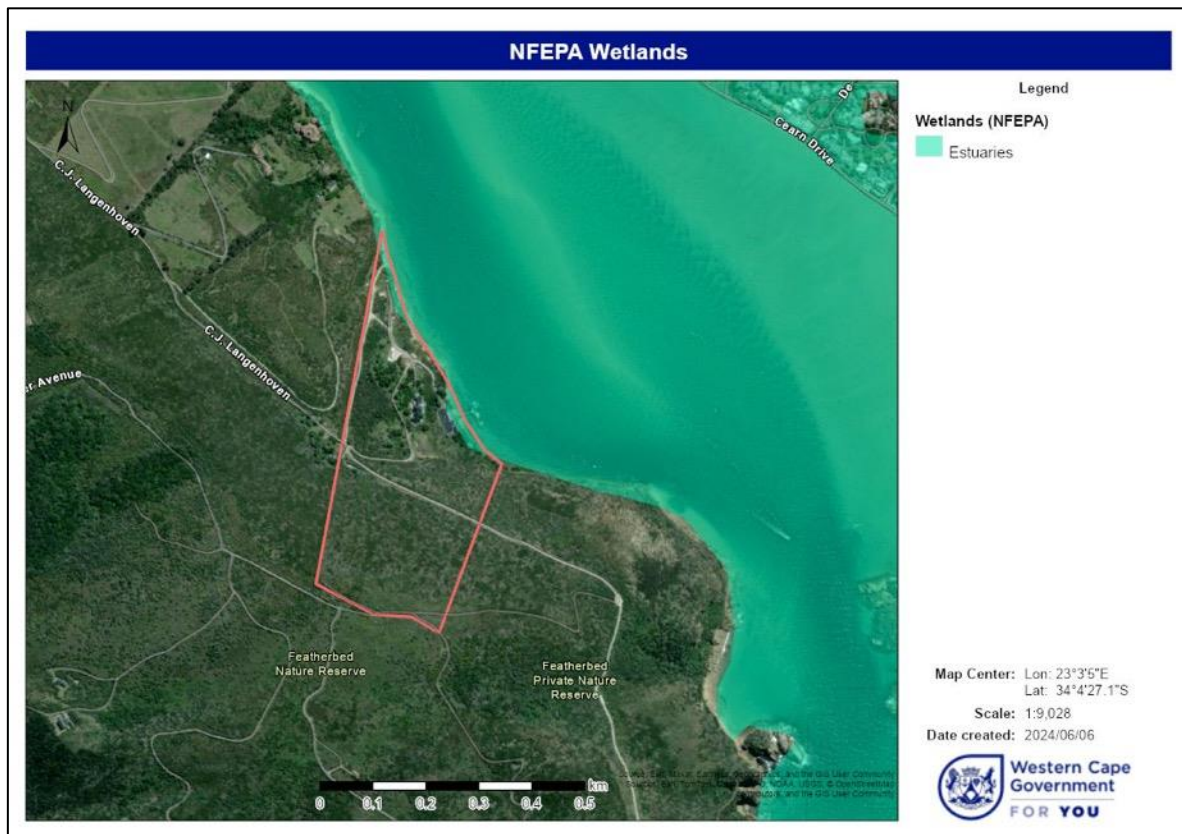 NFEPA Wetlands
N
C.J. Langenhoven
C.J. Langenhoven
r Avenue
De
Cearn Drive
Featherbed
Nature Reserve
Featherbed
Private Nature
Reserve
km
0 0.1 0.2 0.3 0.4 0.5
Legend
Wetlands (NFEPA)
Estuaries
Map Center: Lon: 23°3'5"E
Lat: 34°4'27.1"S
Scale: 1:9,028
Date created: 2024/06/06
Western Cape
Government
FOR YOU